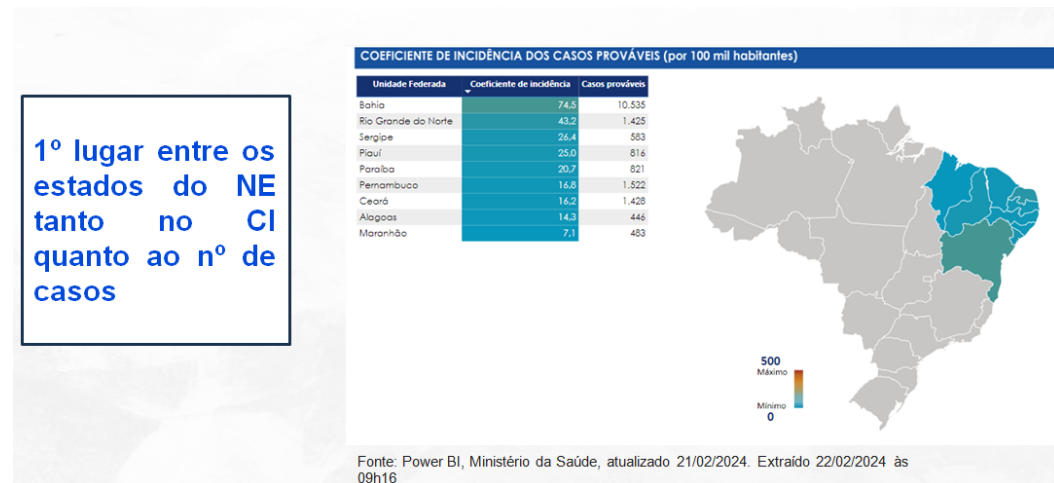 1º lugar entre os
estados do NE
tanto no CI
quanto ao nº de
casos
COEFICIENTE DE INCIDÊNCIA DOS CASOS PROVÁVEIS (por 100 mil habitantes)
Unidade Federada Coeficiente de incidência Casos prováveis
Bahia 74,5 10.535
Rio Grande do Norte 43,2 1.425
Sergipe 26,4 583
Piauí 25,0 816
Paraíba 20,7 821
Pernambuco 16,8 1.522
Ceará 16,2 1.428
Alagoas 14,3 446
Maranhão 7,1 483
500
Máximo
Mínimo
0
Fonte: Power BI, Ministério da Saúde, atualizado 21/02/2024. Extraído 22/02/2024 às
09h16